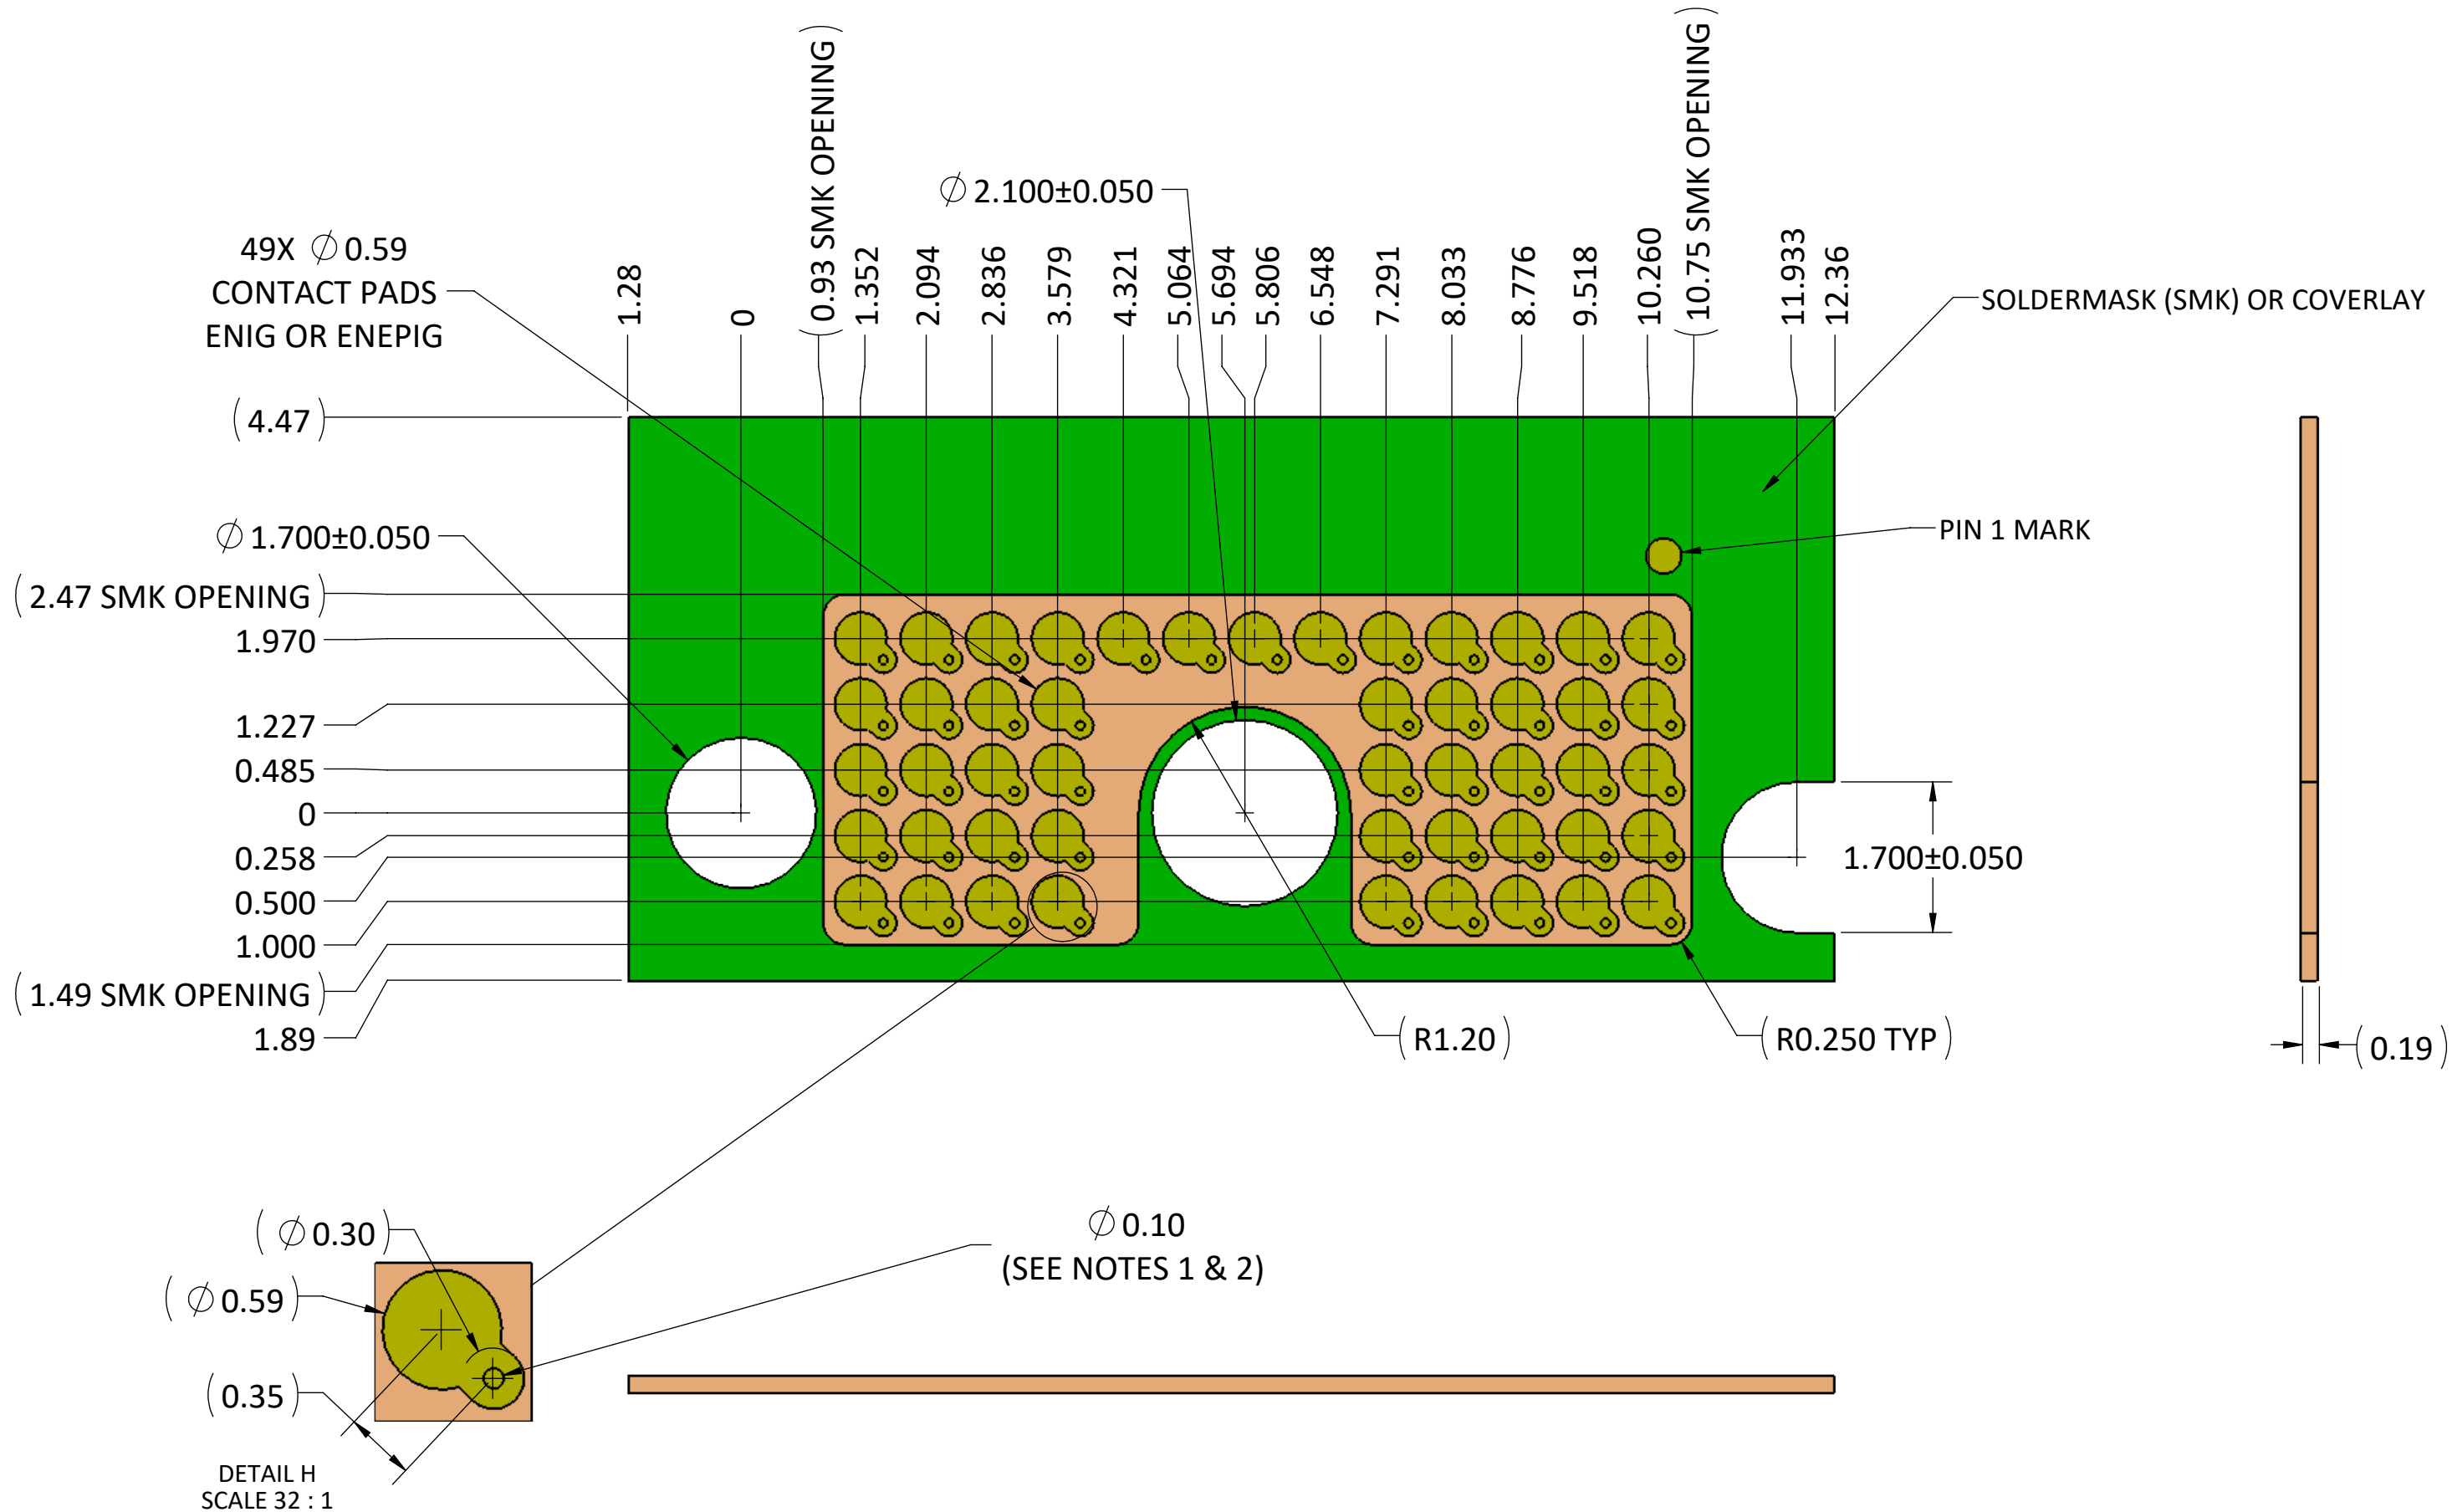 49X ∅0.59
CONTACT PADS
ENIG OR ENEPIG
1.28
0
(0.93 SMK OPENING)
1.352
2.094
2.836
3.579
4.321
5.064
5.694
5.806
6.548
7.291
8.033
8.776
9.518
10.260
(10.75 SMK OPENING)
11.933
12.36
∅2.100±0.050
SOLDERMASK (SMK) OR COVERLAY
PIN 1 MARK
(4.47)
∅1.700±0.050
(2.47 SMK OPENING)
1.970
1.227
0.485
0
0.258
0.500
1.000
(1.49 SMK OPENING)
1.89
1.700±0.050
(R1.20)
(R0.250 TYP)
(0.19)
(∅0.30)
(∅0.59)
(0.35)
∅0.10
(SEE NOTES 1 & 2)
DETAIL H
SCALE 32 : 1